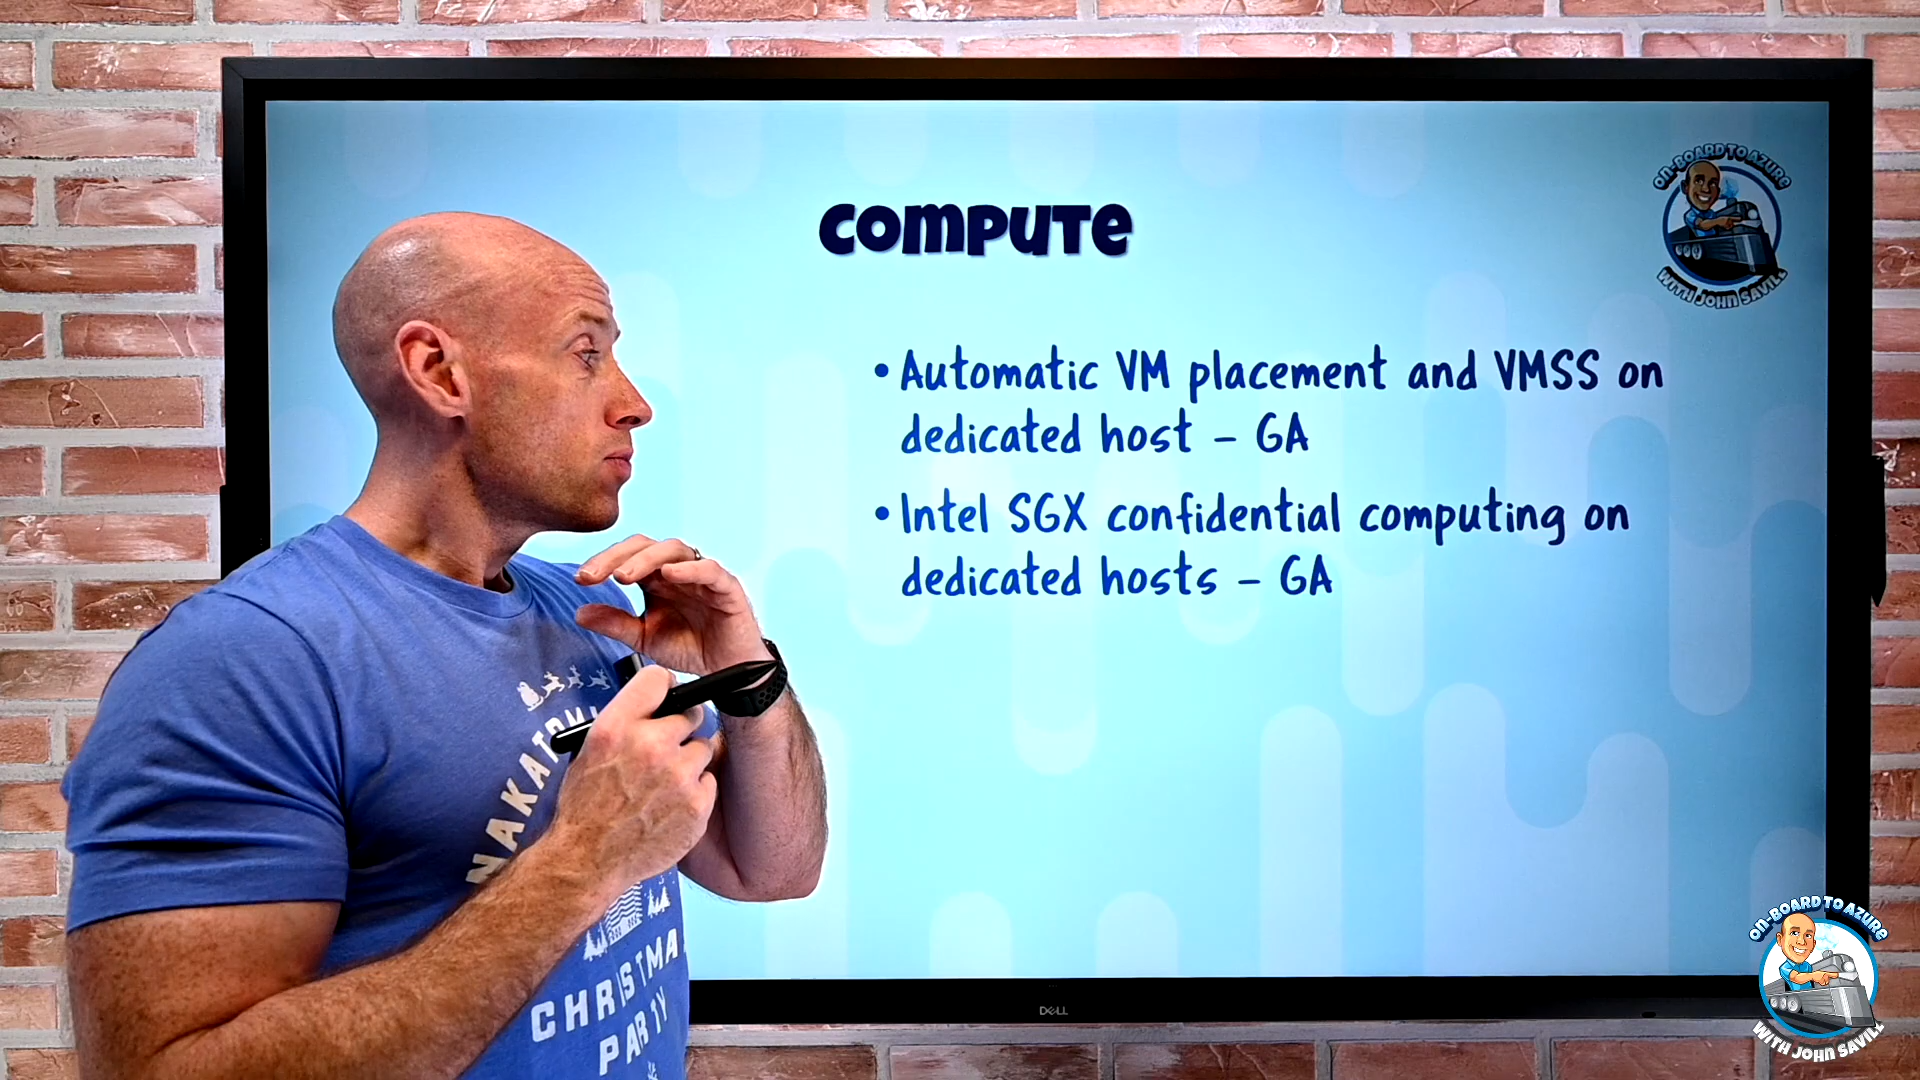 ON-BOARD TO AZURE
WITH JOHN SAVILL
COMPUTE
• Automatic VM placement and VMSS on
dedicated host – GA
• Intel SGX confidential computing on
dedicated hosts – GA
CHRISTMA
PARTY
DELL
ON-BOARD TO AZURE
WITH JOHN SAVILL